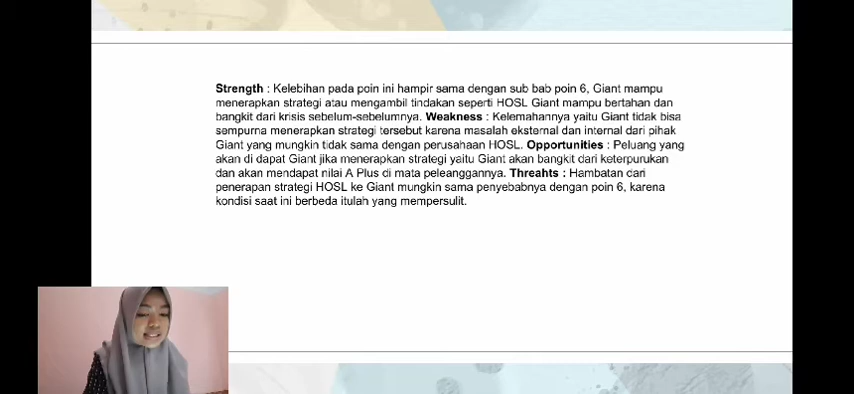 Strength : Kelebihan pada poin ini hampir sama dengan sub bab poin 6, Giant mampu
menerapkan strategi atau mengambil tindakan seperti HOSL Giant mampu bertahan dan
bangkit dari krisis sebelum-sebelumnya. Weakness : Kelemahannya yaitu Giant tidak bisa
sempurna menerapkan strategi tersebut karena masalah eksternal dan internal dari pihak
Giant yang mungkin tidak sama dengan perusahaan HOSL. Opportunities : Peluang yang
akan di dapat Giant jika menerapkan strategi yaitu Giant akan bangkit dari keterpurukan
dan akan mendapat nilai A Plus di mata peleanggannya. Threahts : Hambatan dari
penerapan strategi HOSL ke Giant mungkin sama penyebabnya dengan poin 6, karena
kondisi saat ini berbeda itulah yang mempersulit.